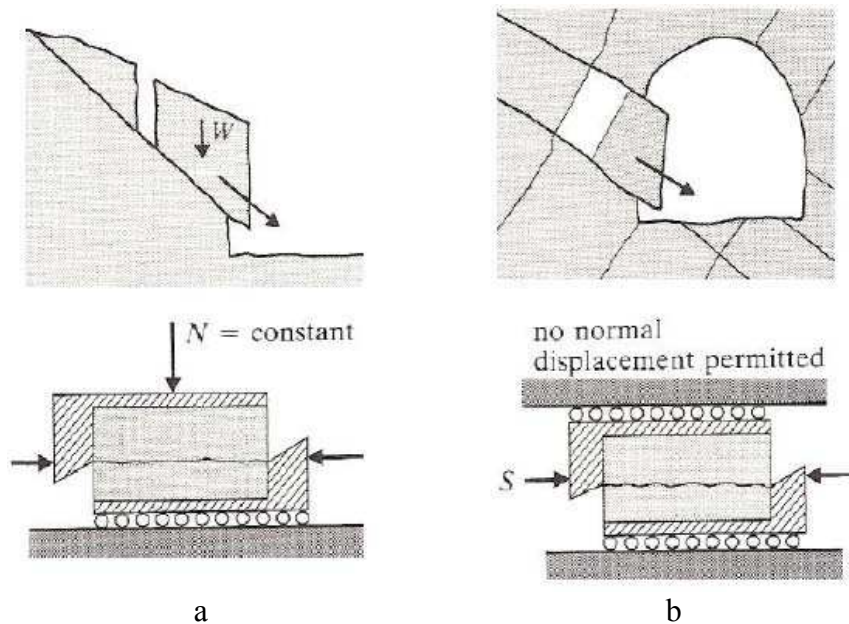 W
N = constant
no normal
displacement permitted
S
a
b